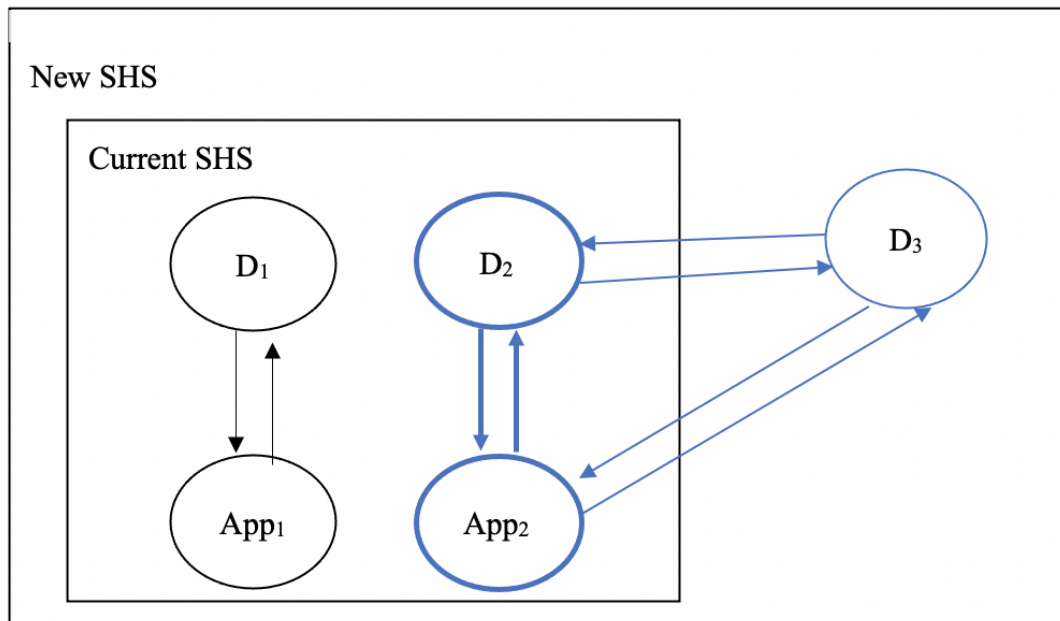 New SHS
Current SHS
D₁
D₂
D₃
App₁
App₂